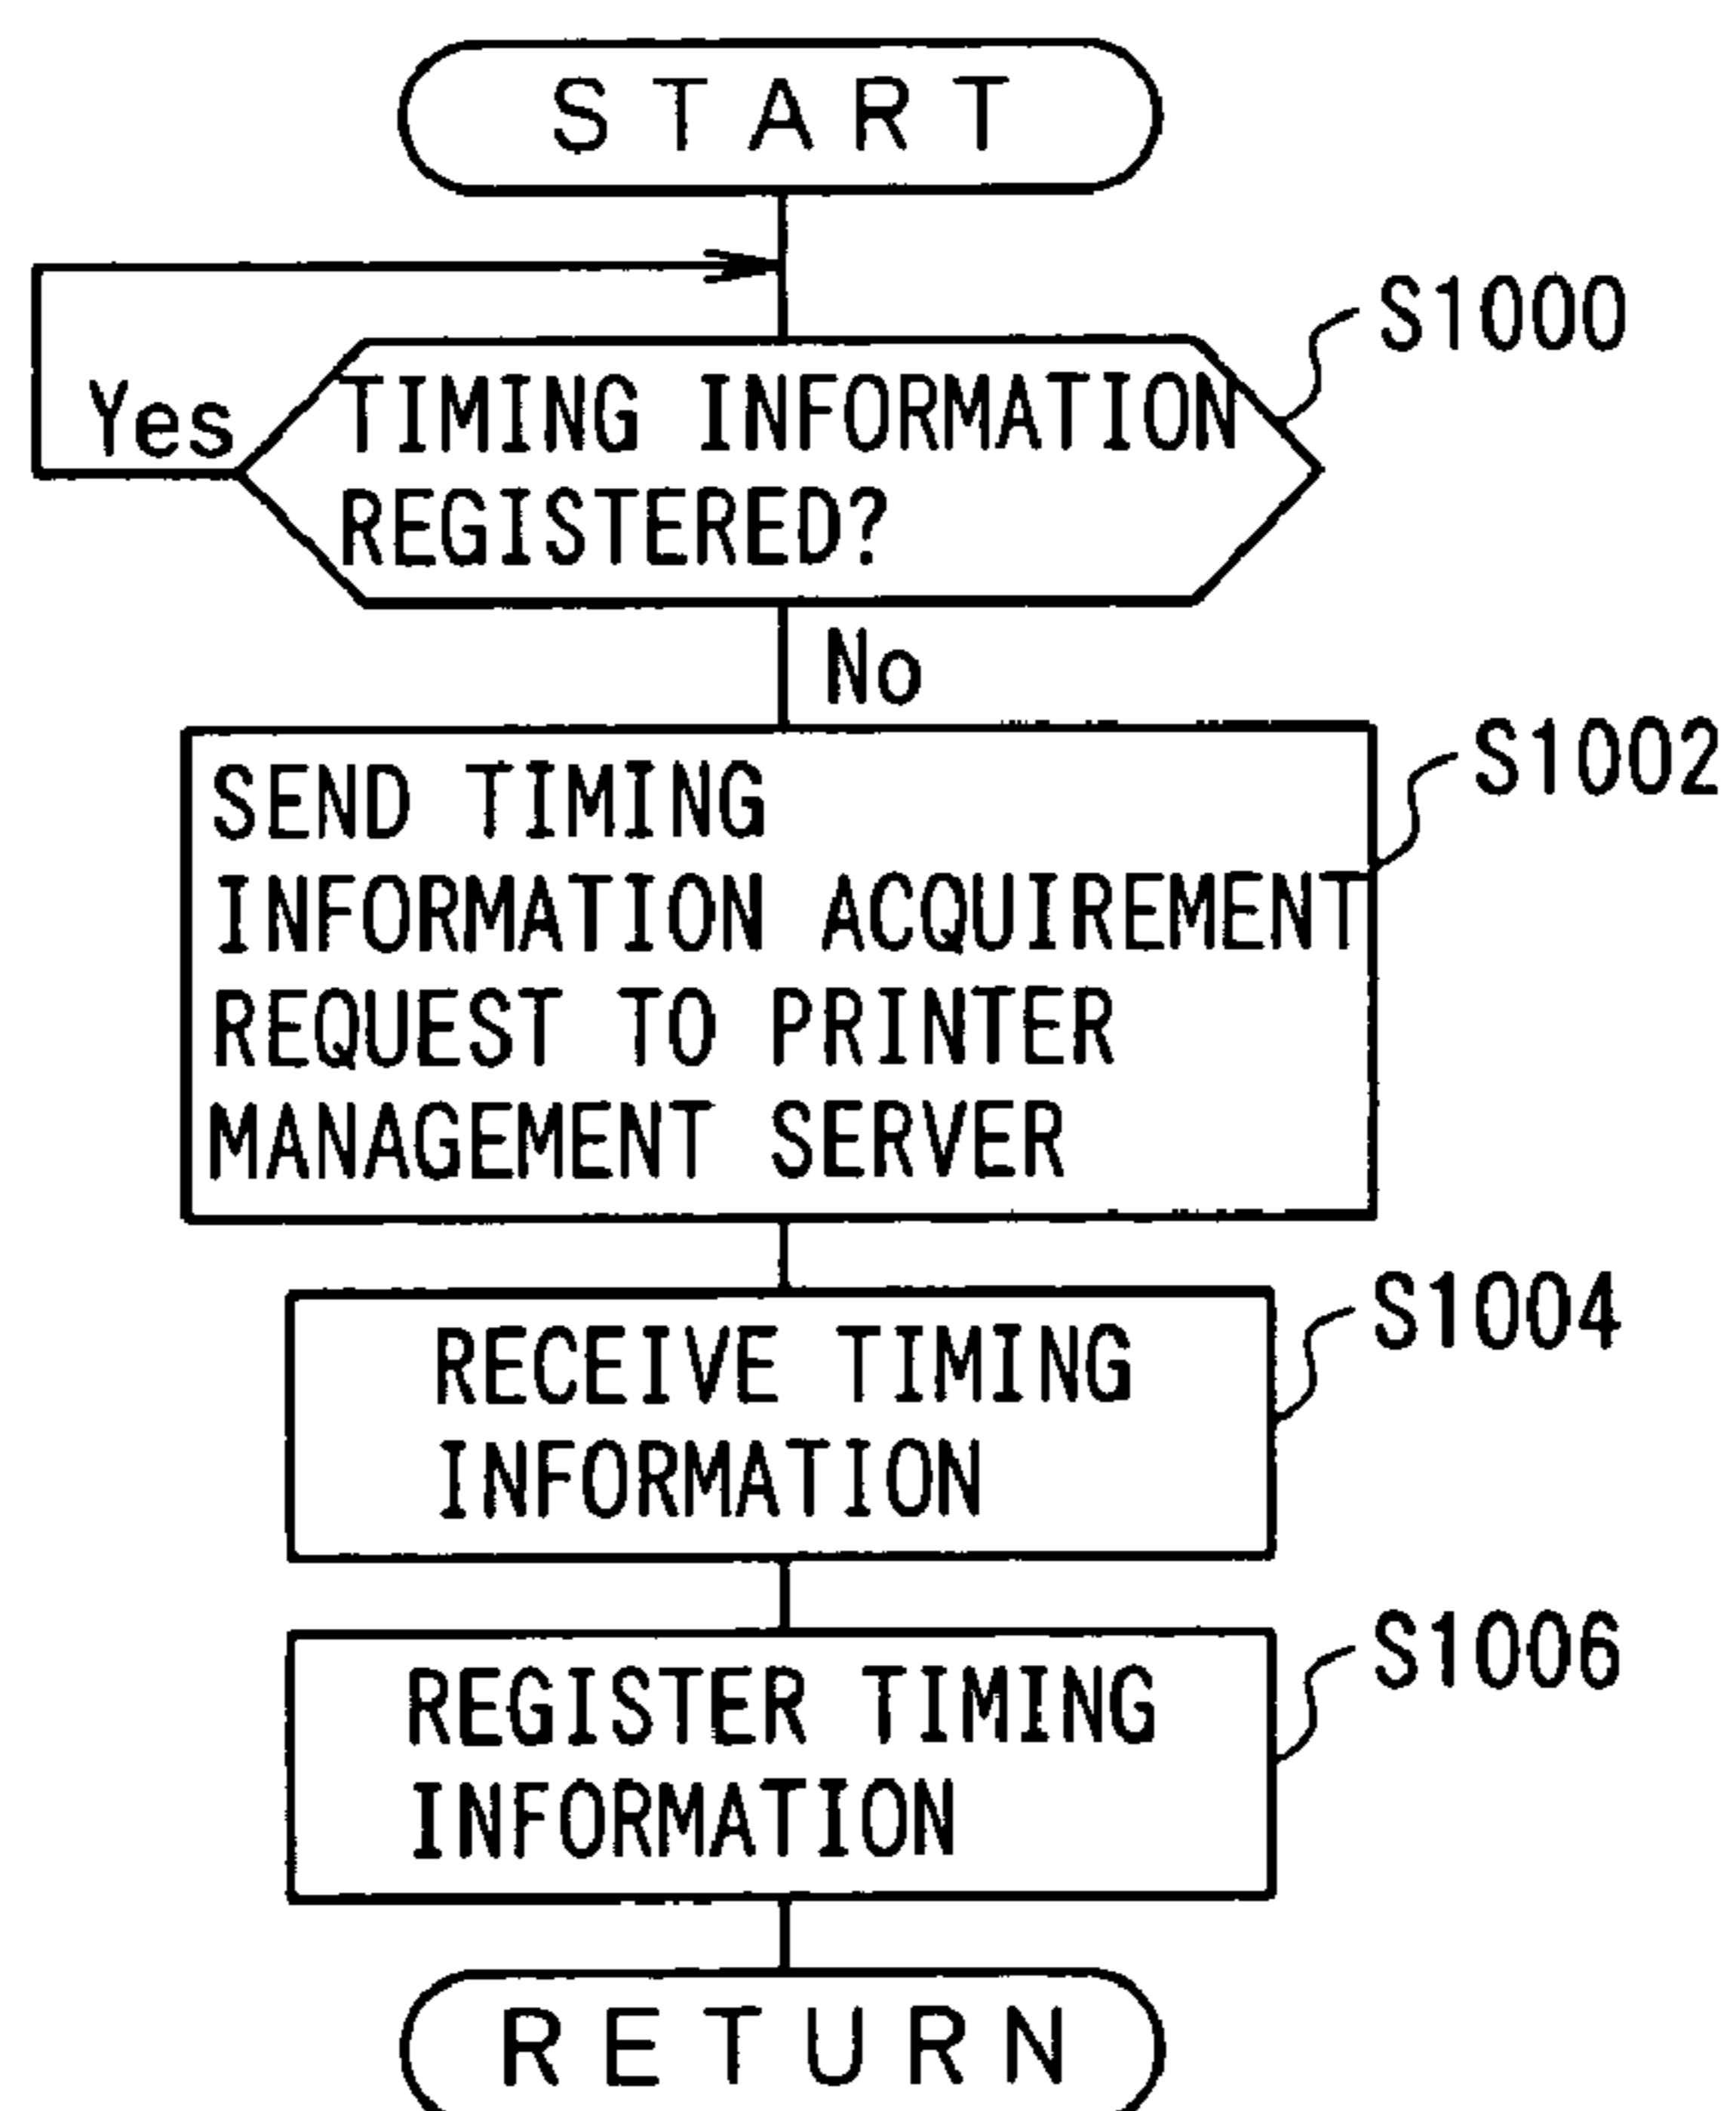 START
S1000
Yes
TIMING INFORMATION
REGISTERED?
No
S1002
SEND TIMING
INFORMATION ACQUIREMENT
REQUEST TO PRINTER
MANAGEMENT SERVER
S1004
RECEIVE TIMING
INFORMATION
S1006
REGISTER TIMING
INFORMATION
RETURN